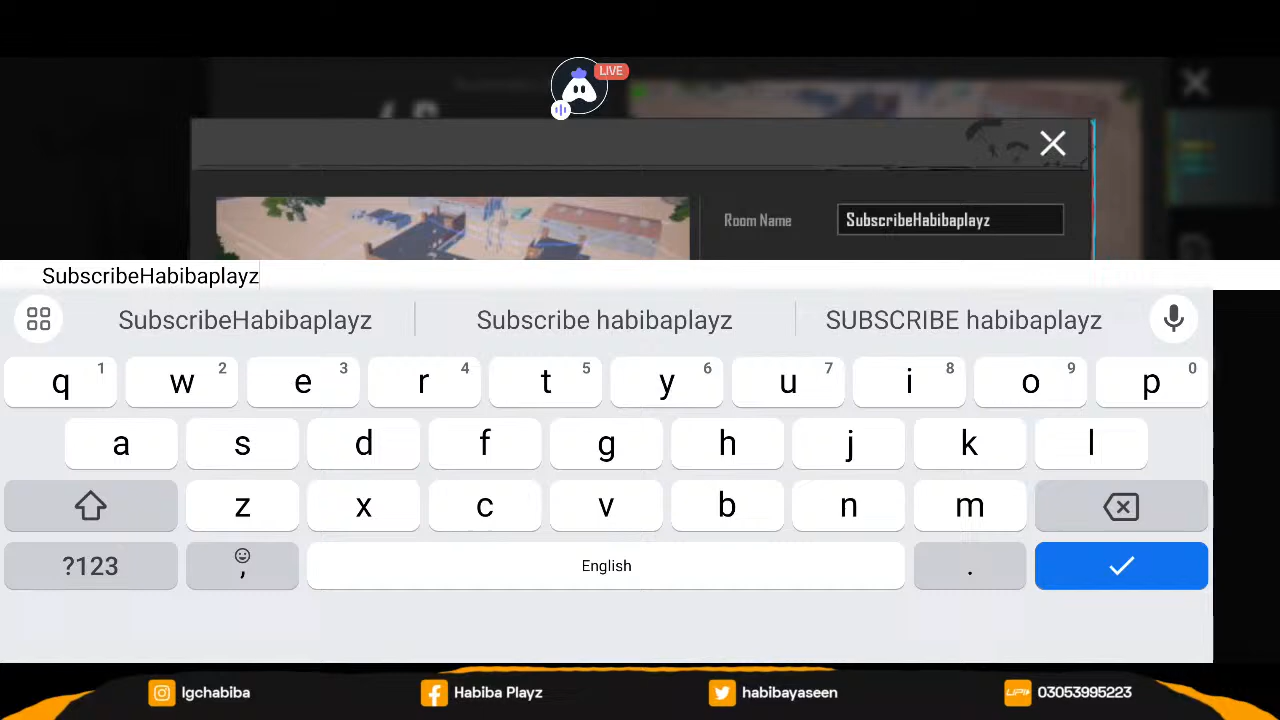 LIVE
Room Name SubscribeHabibaplayz
SubscribeHabibaplayz
SubscribeHabibaplayz Subscribe habibaplayz SUBSCRIBE habibaplayz
q 1 w 2 e 3 r 4 t 5 y 6 u 7 i 8 o 9 p 0
a s d f g h j k l
z x c v b n m
?123 , English .
Igchabiba Habiba Playz habibayaseen UP 03053995223